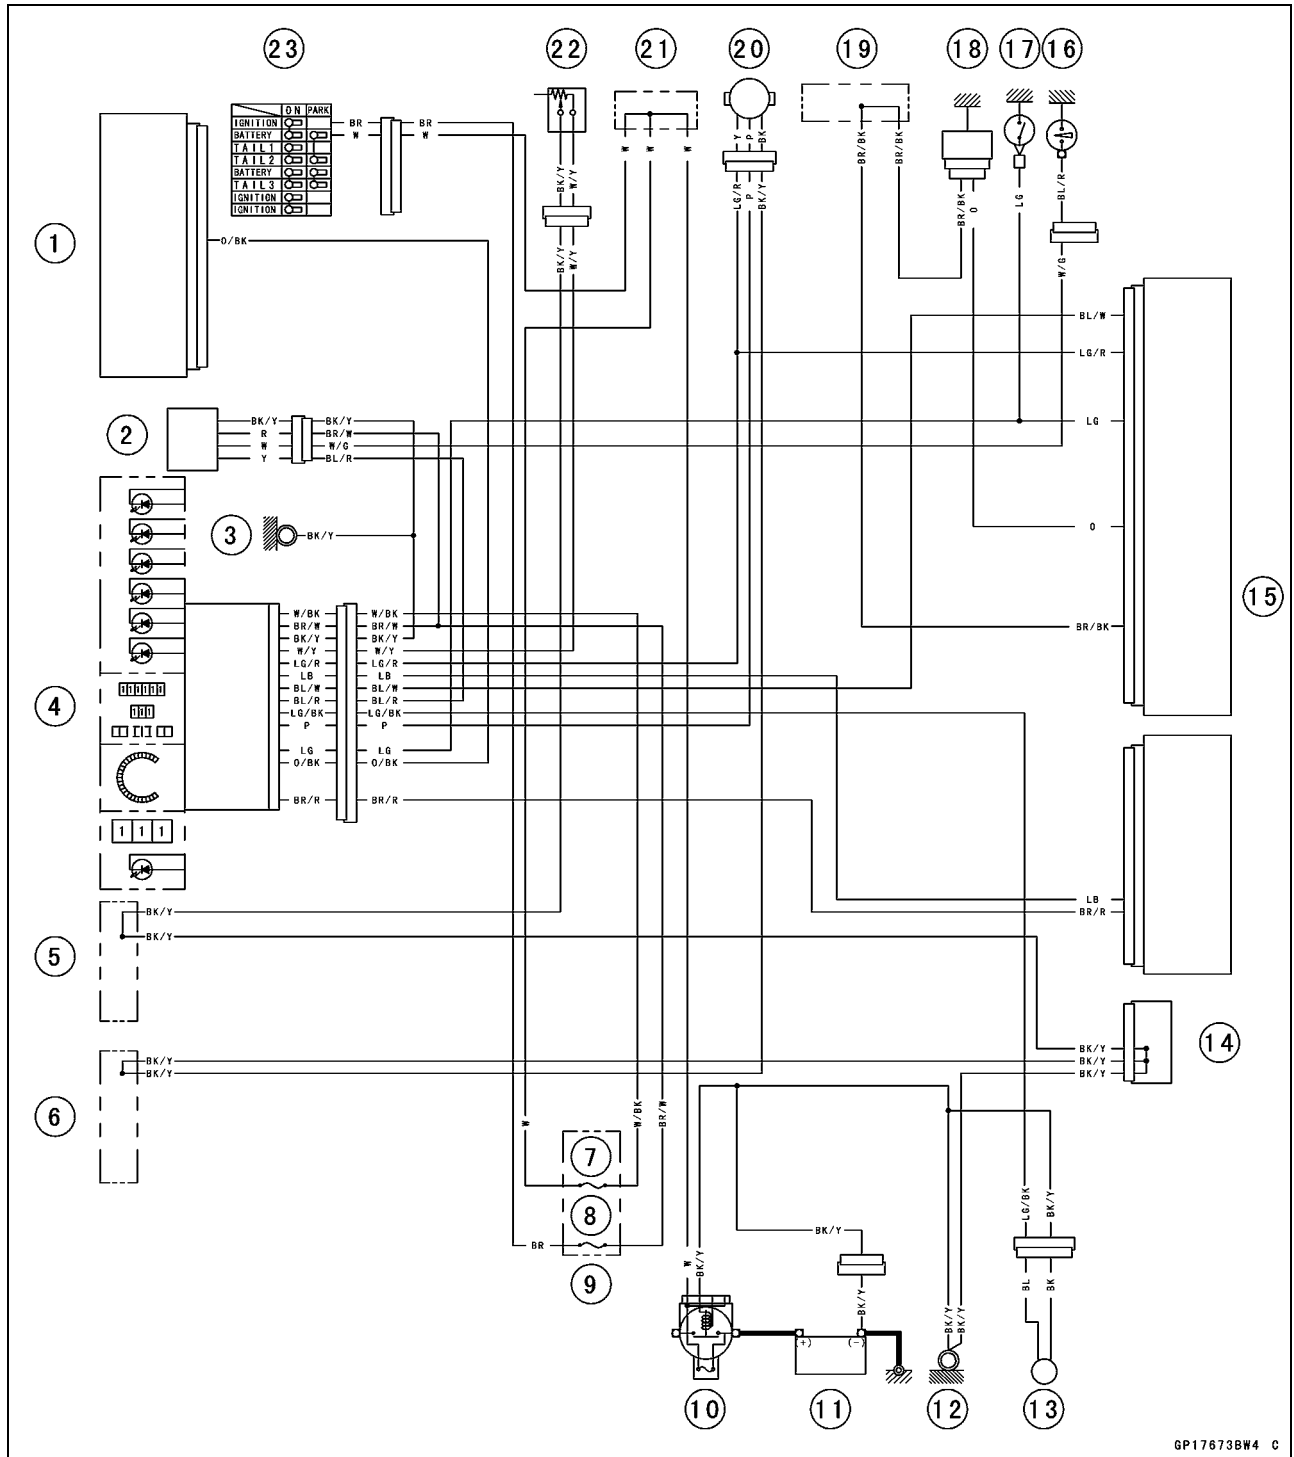 23
22
21
20
19
18
17
16
ON PARK
IGNITION
BATTERY
TAIL1
TAIL2
BATTERY
TAIL3
IGNITION
IGNITION
BR BR
W W
W
W
W
Y
P
BK
BR/BK
BR/BK
BK/Y
W/Y
LG/R
P
BK/Y
BR/BK
O
LG
BL/R
1
O/BK
BK/Y
W/Y
W/G
BL/W
LG/R
2
BK/Y BK/Y
R BR/W
W W/G
Y BL/R
LG
3
BK/Y
O
15
W/BK W/BK
BR/W BR/W
BK/Y BK/Y
W/Y W/Y
LG/R LG/R
LB LB
BL/W BL/W
BL/R BL/R
LG/BK LG/BK
P P
LG LG
O/BK O/BK
BR/R BR/R
BR/BK
4
111111
111
1 1 1
LB
BR/R
5
BK/Y
BK/Y
14
BK/Y
BK/Y
BK/Y
6
BK/Y
BK/Y
W
W/BK
BR/W
7
8
BR
9
BK/Y
LG/BK
BK/Y
W
BK/Y
BK/Y
BL
BK
BK/Y
BK/Y
(+) (-)
10
11
12
13
GP17673BW4 C